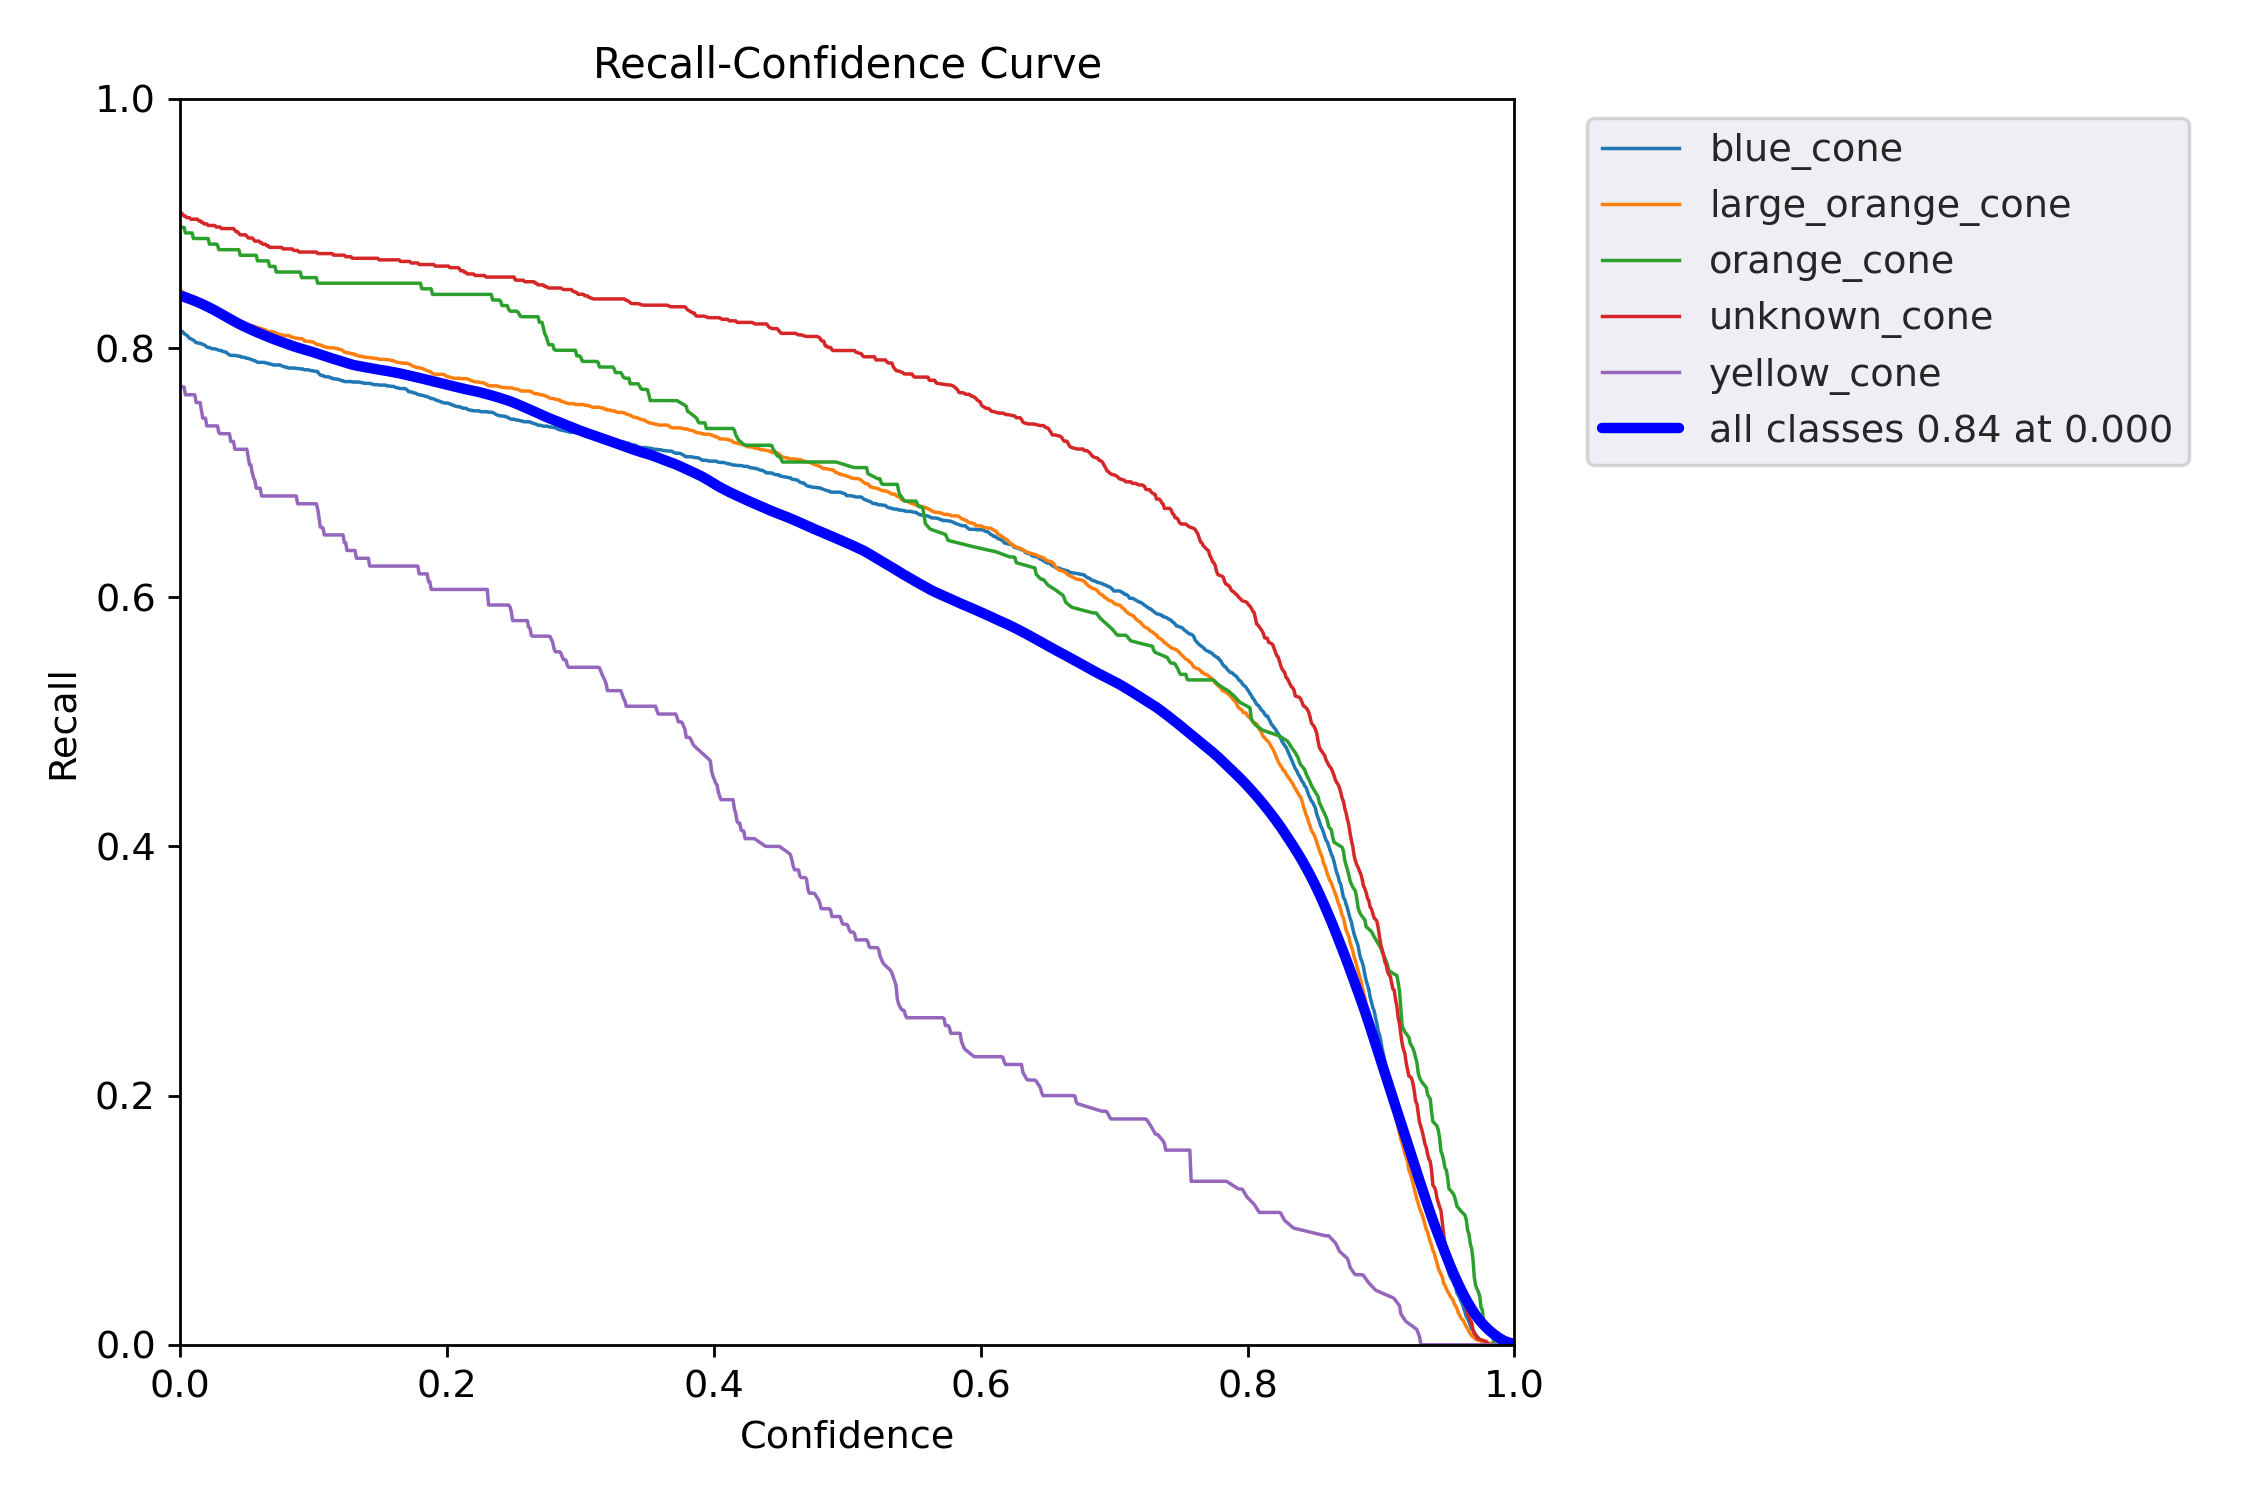 Recall-Confidence Curve
1.0
0.8
0.6
0.4
0.2
0.0
Recall
0.0 0.2 0.4 0.6 0.8 1.0
Confidence
blue_cone
large_orange_cone
orange_cone
unknown_cone
yellow_cone
all classes 0.84 at 0.000